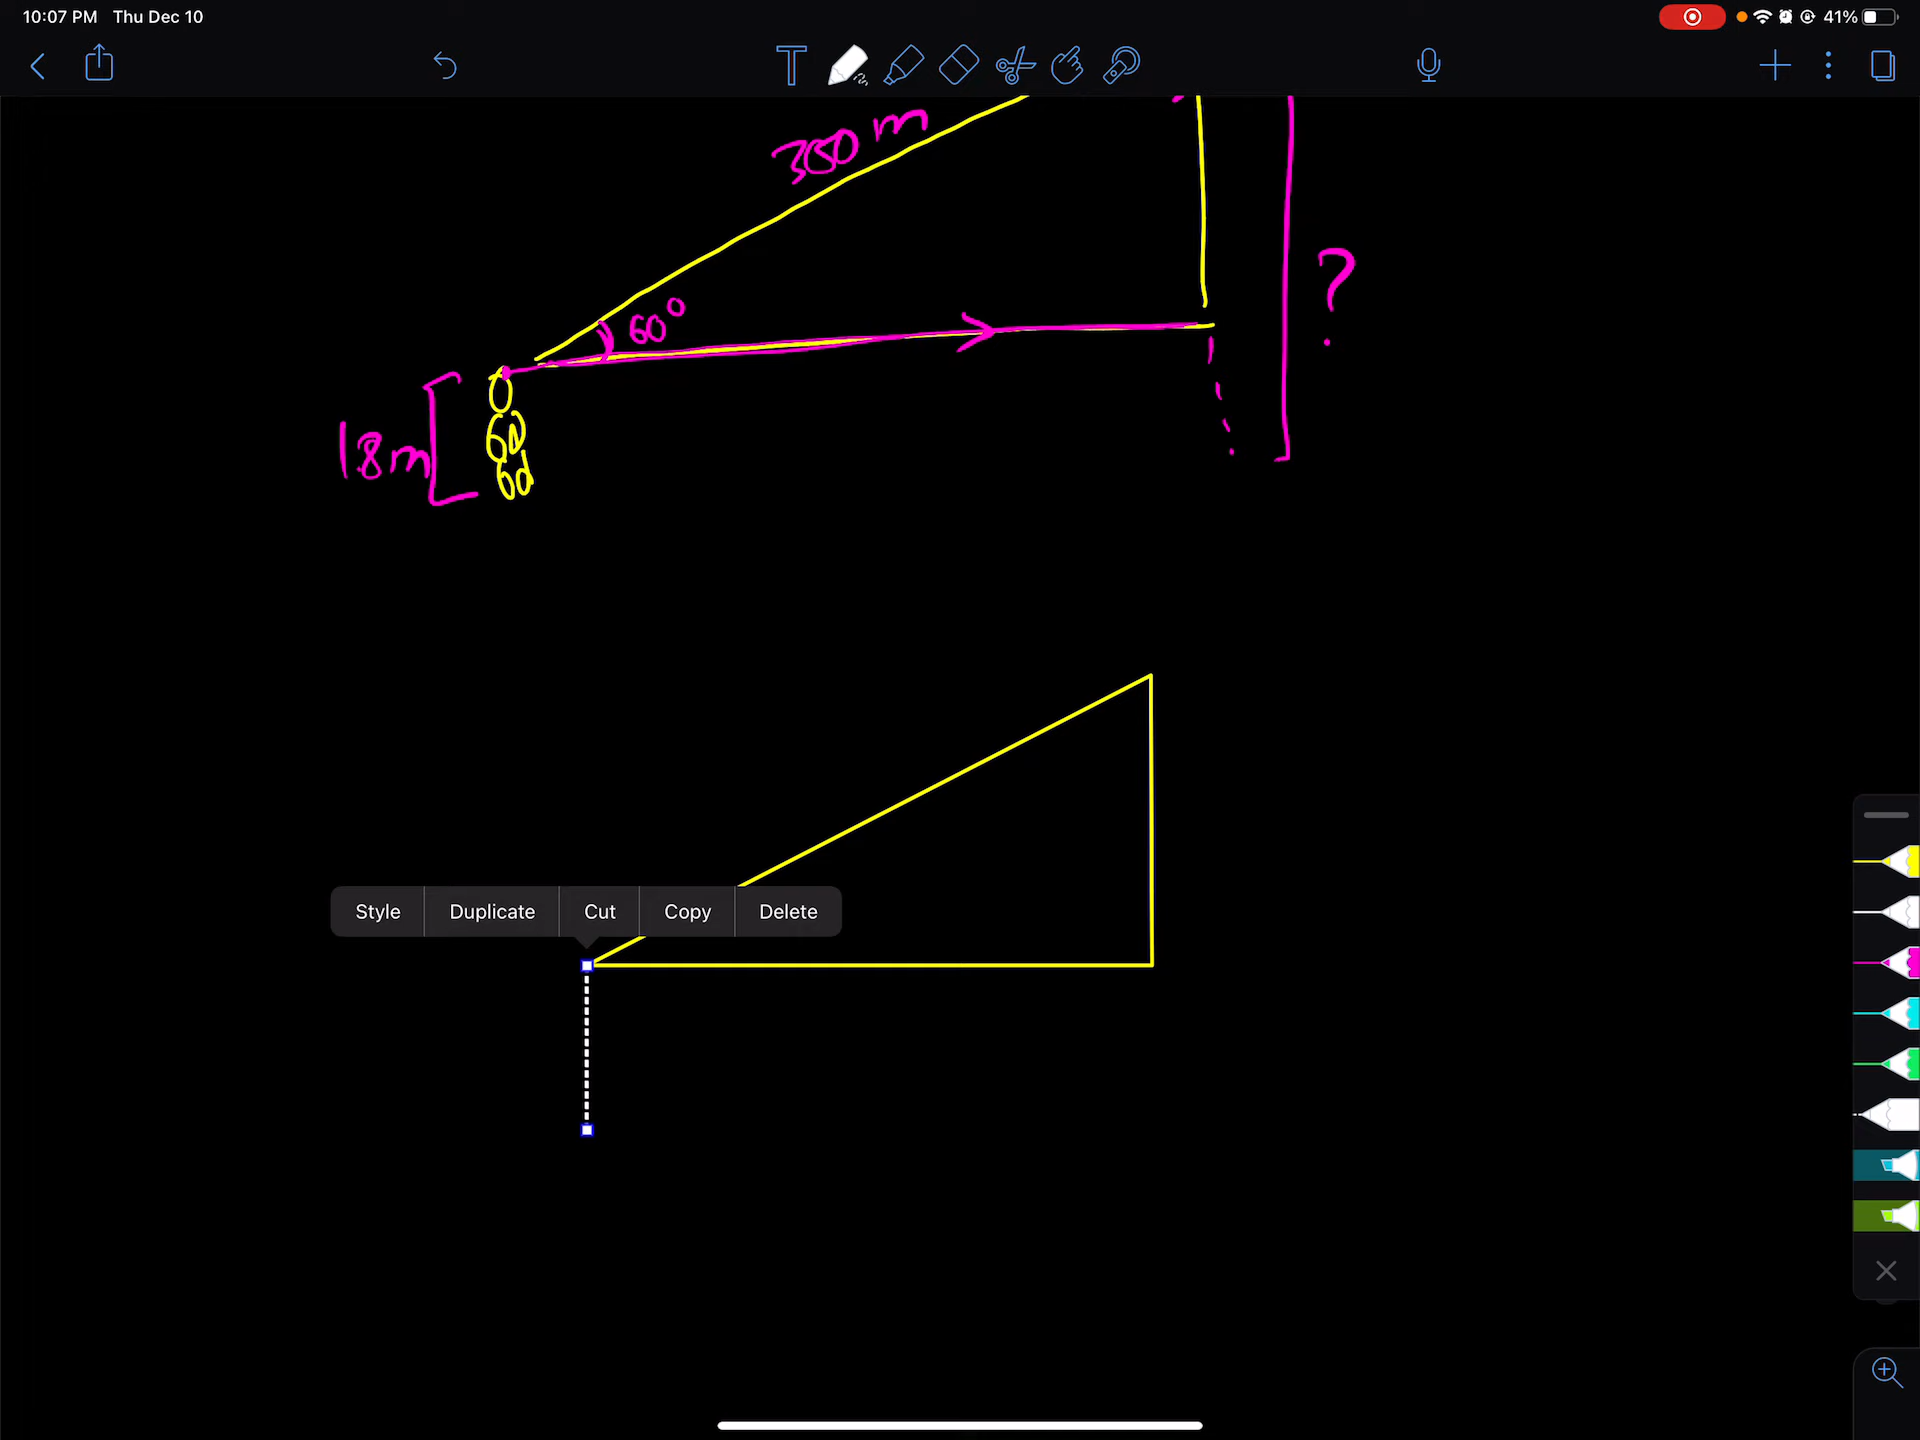 10:07 PM Thu Dec 10 41%
350 m
?
60°
18m
Style Duplicate Cut Copy Delete